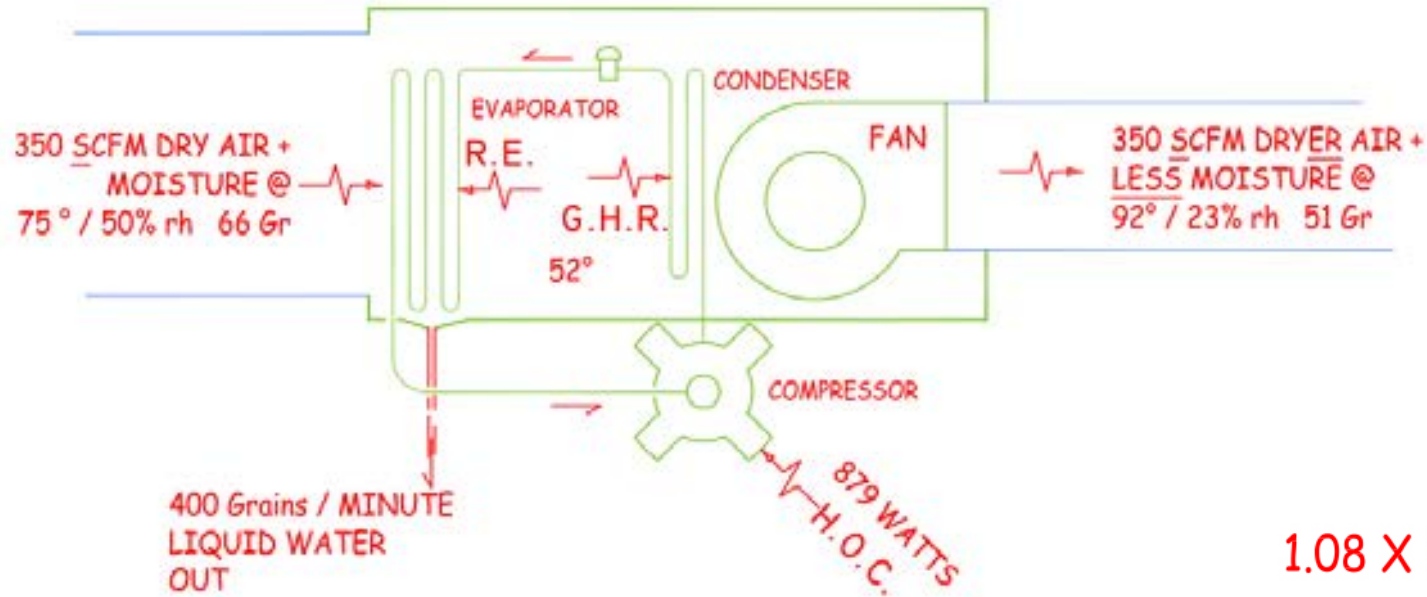 CONDENSER
EVAPORATOR
FAN
350 SCFM DRY AIR +
MOISTURE @
75 ° / 50% rh 66 Gr
R.E.
G.H.R.
52°
350 SCFM DRYER AIR +
LESS MOISTURE @
92° / 23% rh 51 Gr
COMPRESSOR
879 WATTS
H.O.C.
400 Grains / MINUTE
LIQUID WATER
OUT
1.08 X